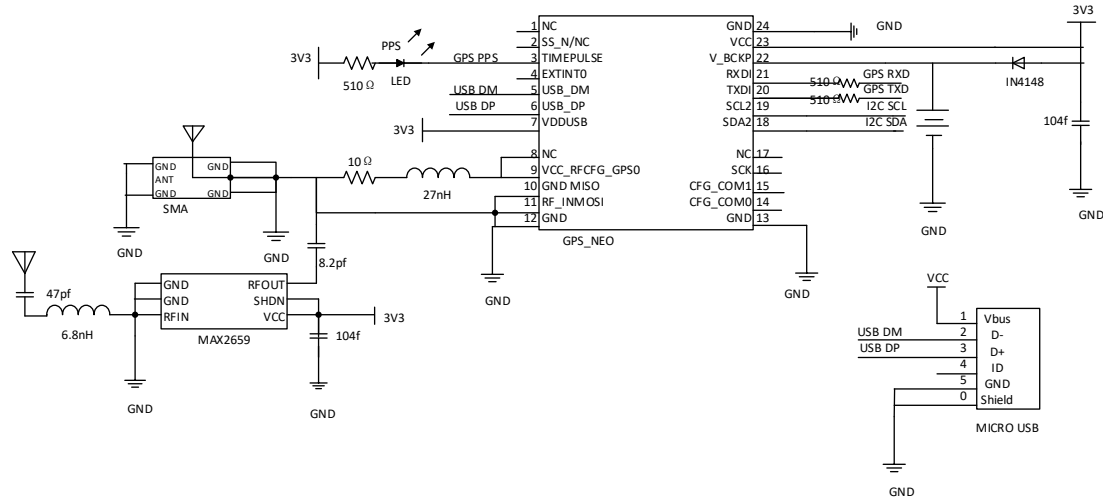 3V3
510Ω
PPS
LED
GPS PPS
USB DM
USB DP
3V3
1 NC
2 SS_N/NC
3 TIMEPULSE
4 EXTINT0
5 USB_DM
6 USB_DP
7 VDDUSB
8 NC
9 VCC_RFCFG_GPS0
10 GND MISO
11 RF_INMOSI
12 GND
GND 24
VCC 23
V_BCKP 22
RXDI 21
TXDI 20
SCL2 19
SDA2 18
NC 17
SCK 16
CFG_COM1 15
CFG_COM0 14
GND 13
GPS_NEO
GND
3V3
510Ω GPS RXD
510Ω GPS TXD
I2C SCL
I2C SDA
IN4148
104f
GND
GND
GND
GND
GND GND
ANT
GND GND
SMA
GND
GND
10Ω
27nH
8.2pf
47pf
6.8nH
GND RFOUT
GND SHDN
RFIN VCC
MAX2659
3V3
104f
GND
GND
VCC
USB DM
USB DP
1 Vbus
2 D-
3 D+
4 ID
5 GND
0 Shield
MICRO USB
GND